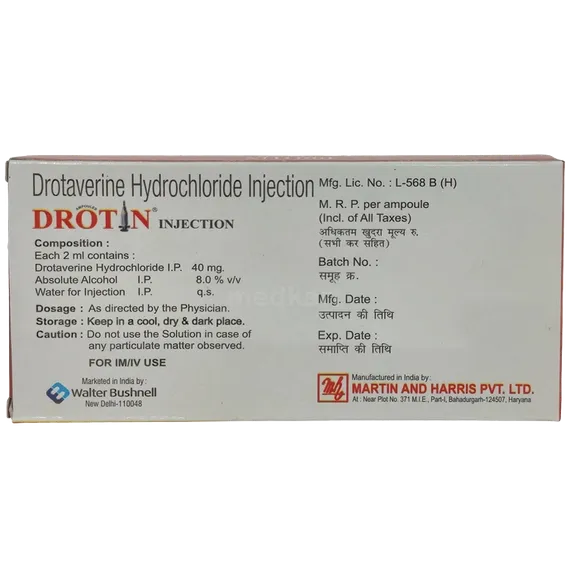 Drotaverine Hydrochloride Injection
AMPOULES
DROTIN® INJECTION
Composition :
Each 2 ml contains :
Drotaverine Hydrochloride I.P. 40 mg.
Absolute Alcohol I.P. 8.0 % v/v
Water for Injection I.P. q.s.
Dosage : As directed by the Physician.
Storage : Keep in a cool, dry & dark place.
Caution : Do not use the Solution in case of
any particulate matter observed.
FOR IM/IV USE
Marketed in India by :
Walter Bushnell
New Delhi-110048
Mfg. Lic. No. : L-568 B (H)
M. R. P. per ampoule
(Incl. of All Taxes)
अधिकतम खुदरा मूल्य रु.
(सभी कर सहित)
Batch No. :
समूह क्र.
Mfg. Date :
उत्पादन की तिथि
Exp. Date :
समाप्ति की तिथि
Manufactured in India by :
MARTIN AND HARRIS PVT. LTD.
At : Near Plot No. 371 M.I.E., Part-I, Bahadurgarh-124507, Haryana